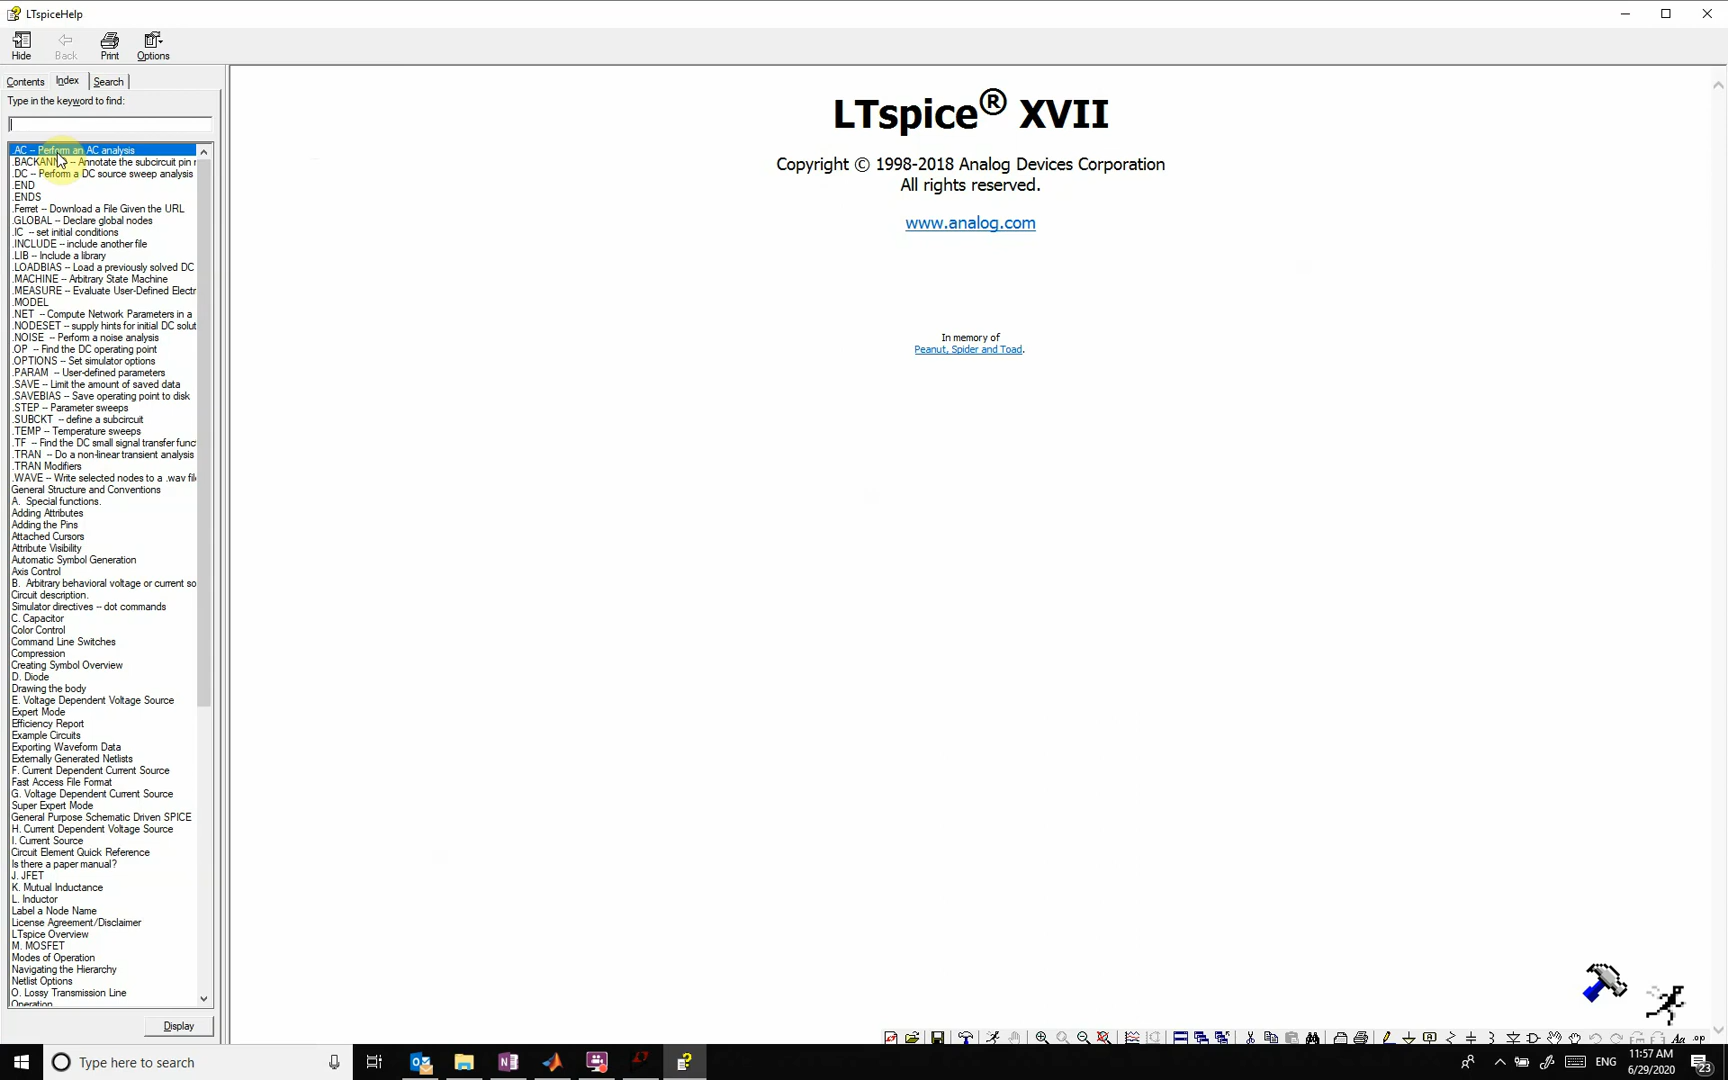 LTspiceHelp
Hide
Back
Print
Options
Contents
Index
Search
Type in the keyword to find:
.AC -- Perform an AC analysis
.BACKANN -- Annotate the subcircuit pin
.DC -- Perform a DC source sweep analysis
.END
.ENDS
.Ferret -- Download a File Given the URL
.GLOBAL -- Declare global nodes
.IC -- set initial conditions
.INCLUDE -- include another file
.LIB -- Include a library
.LOADBIAS -- Load a previously solved DC
.MACHINE -- Arbitrary State Machine
.MEASURE -- Evaluate User-Defined Electr
.MODEL
.NET -- Compute Network Parameters in a
.NODESET -- supply hints for initial DC solut
.NOISE -- Perform a noise analysis
.OP -- Find the DC operating point
.OPTIONS -- Set simulator options
.PARAM -- User-defined parameters
.SAVE -- Limit the amount of saved data
.SAVEBIAS -- Save operating point to disk
.STEP -- Parameter sweeps
.SUBCKT -- define a subcircuit
.TEMP -- Temperature sweeps
.TF -- Find the DC small signal transfer func
.TRAN -- Do a non-linear transient analysis
.TRAN Modifiers
.WAVE -- Write selected nodes to a .wav fil
General Structure and Conventions
A. Special functions.
Adding Attributes
Adding the Pins
Attached Cursors
Attribute Visibility
Automatic Symbol Generation
Axis Control
B. Arbitrary behavioral voltage or current so
Circuit description.
Simulator directives -- dot commands
C. Capacitor
Color Control
Command Line Switches
Compression
Creating Symbol Overview
D. Diode
Drawing the body
E. Voltage Dependent Voltage Source
Expert Mode
Efficiency Report
Example Circuits
Exporting Waveform Data
Externally Generated Netlists
F. Current Dependent Current Source
Fast Access File Format
G. Voltage Dependent Current Source
Super Expert Mode
General Purpose Schematic Driven SPICE
H. Current Dependent Voltage Source
I. Current Source
Circuit Element Quick Reference
Is there a paper manual?
J. JFET
K. Mutual Inductance
L. Inductor
Label a Node Name
License Agreement/Disclaimer
LTspice Overview
M. MOSFET
Modes of Operation
Navigating the Hierarchy
Netlist Options
O. Lossy Transmission Line
Operation
Display
LTspice® XVII
Copyright © 1998-2018 Analog Devices Corporation
All rights reserved.
www.analog.com
In memory of
Peanut, Spider and Toad.
Aa .op
Type here to search
ENG
11:57 AM
6/29/2020
23